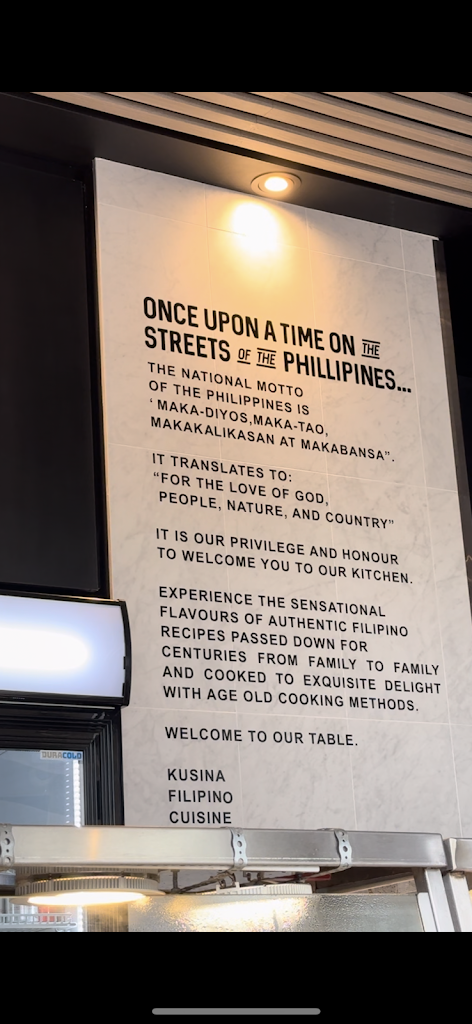 ONCE UPON A TIME ON THE
STREETS OF THE PHILLIPINES...
THE NATIONAL MOTTO
OF THE PHILIPPINES IS
‘ MAKA-DIYOS,MAKA-TAO,
MAKAKALIKASAN AT MAKABANSA”.
IT TRANSLATES TO:
“FOR THE LOVE OF GOD,
PEOPLE, NATURE, AND COUNTRY”
IT IS OUR PRIVILEGE AND HONOUR
TO WELCOME YOU TO OUR KITCHEN.
EXPERIENCE THE SENSATIONAL
FLAVOURS OF AUTHENTIC FILIPINO
RECIPES PASSED DOWN FOR
CENTURIES FROM FAMILY TO FAMILY
AND COOKED TO EXQUISITE DELIGHT
WITH AGE OLD COOKING METHODS.
WELCOME TO OUR TABLE.
KUSINA
FILIPINO
CUISINE
DURACOLD